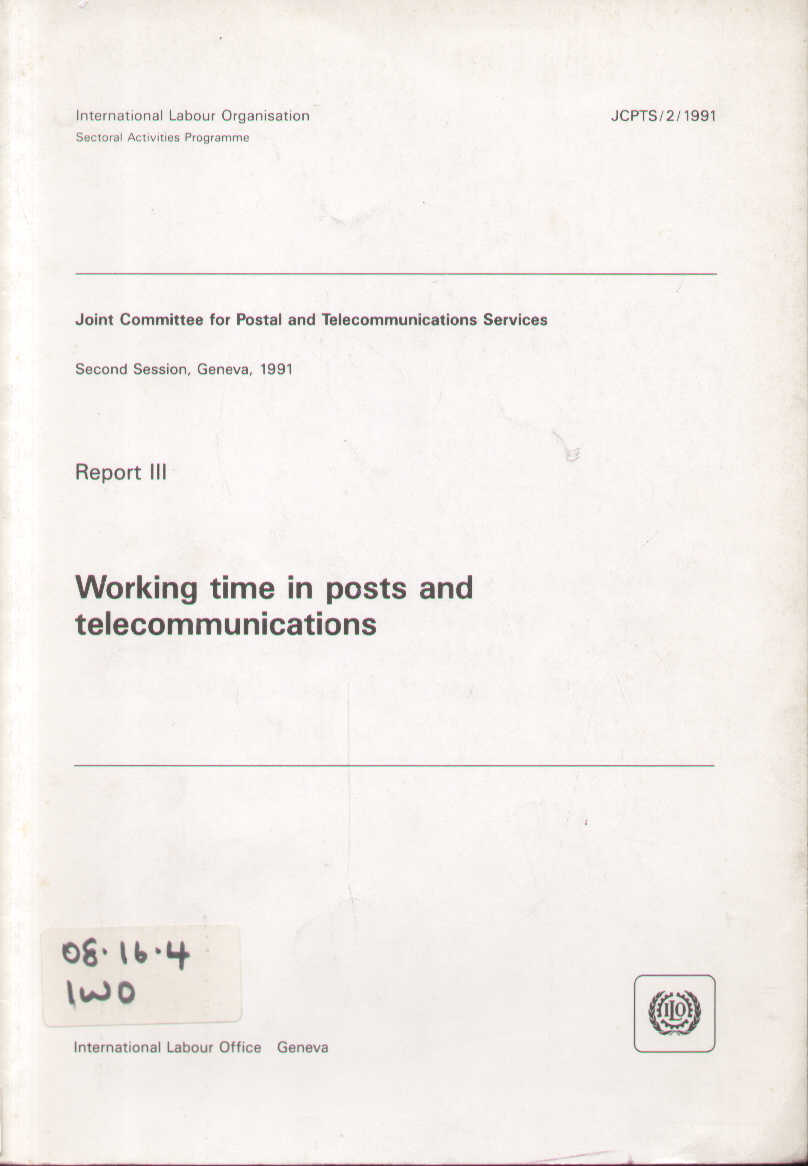 International Labour Organisation
JCPTS/2/1991
Sectoral Activities Programme
Joint Committee for Postal and Telecommunications Services
Second Session, Geneva, 1991
Report III
Working time in posts and
telecommunications
08.16.4
IWO
International Labour Office Geneva
ILO